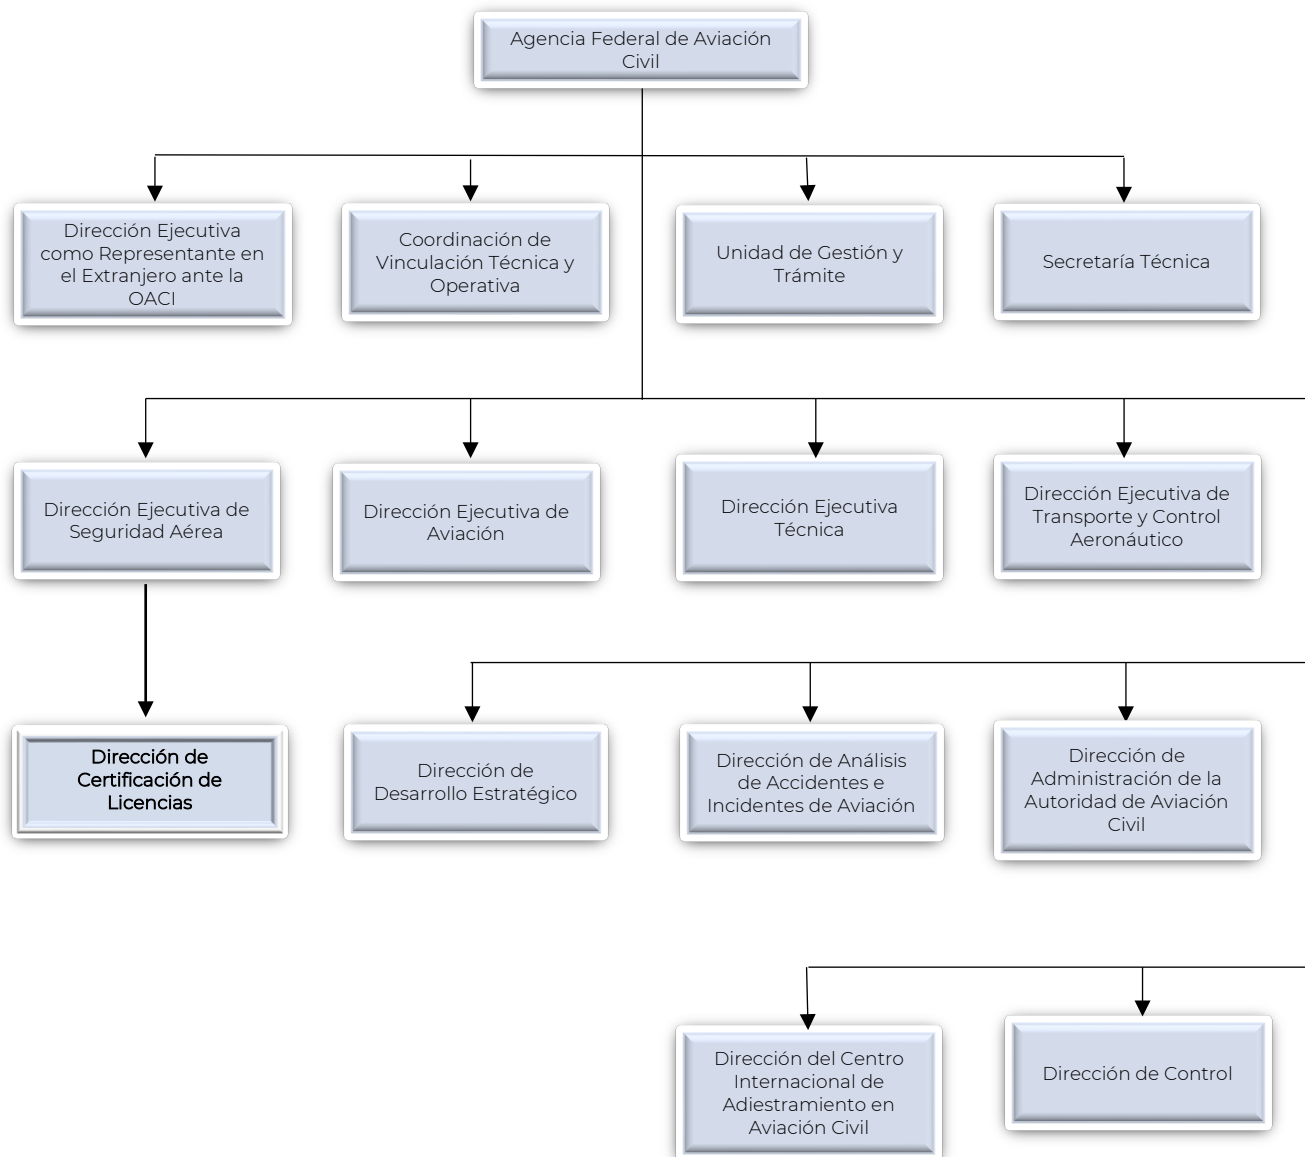 Agencia Federal de Aviación
Civil
Dirección Ejecutiva
como Representante en
el Extranjero ante la
OACI
Coordinación de
Vinculación Técnica y
Operativa
Unidad de Gestión y
Trámite
Secretaría Técnica
Dirección Ejecutiva de
Seguridad Aérea
Dirección Ejecutiva de
Aviación
Dirección Ejecutiva
Técnica
Dirección Ejecutiva de
Transporte y Control
Aeronáutico
Dirección de
Certificación de
Licencias
Dirección de
Desarrollo Estratégico
Dirección de Análisis
de Accidentes e
Incidentes de Aviación
Dirección de
Administración de la
Autoridad de Aviación
Civil
Dirección del Centro
Internacional de
Adiestramiento en
Aviación Civil
Dirección de Control